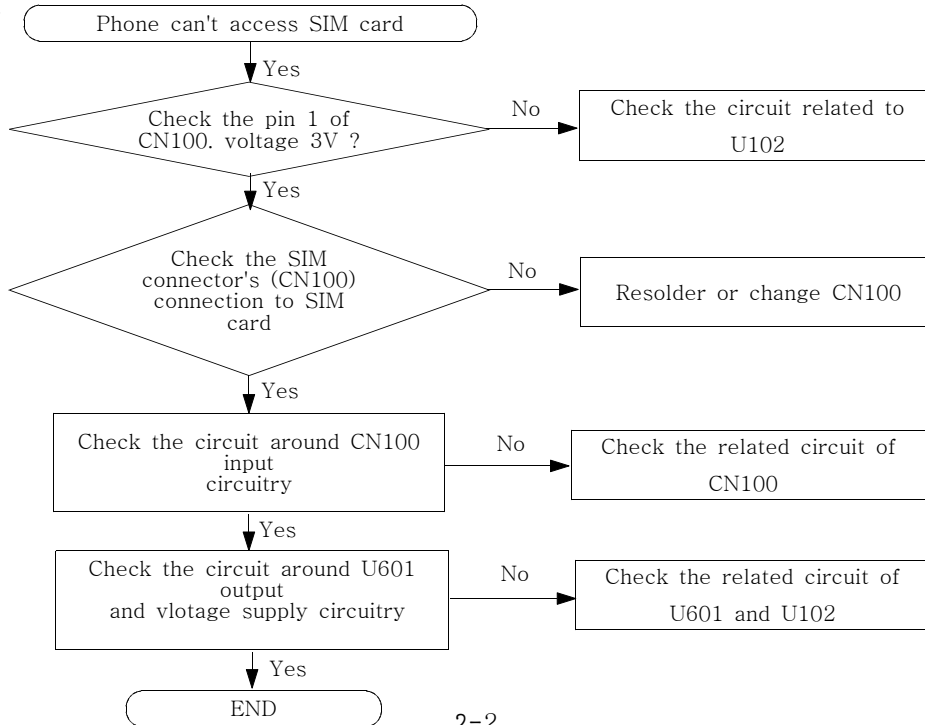 Phone can't access SIM card
Yes
Check the pin 1 of
CN100. voltage 3V ?
No
Check the circuit related to
U102
Yes
Check the SIM
connector's (CN100)
connection to SIM
card
No
Resolder or change CN100
Yes
Check the circuit around CN100
input
circuitry
No
Check the related circuit of
CN100
Yes
Check the circuit around U601
output
and vlotage supply circuitry
No
Check the related circuit of
U601 and U102
Yes
END
2-2